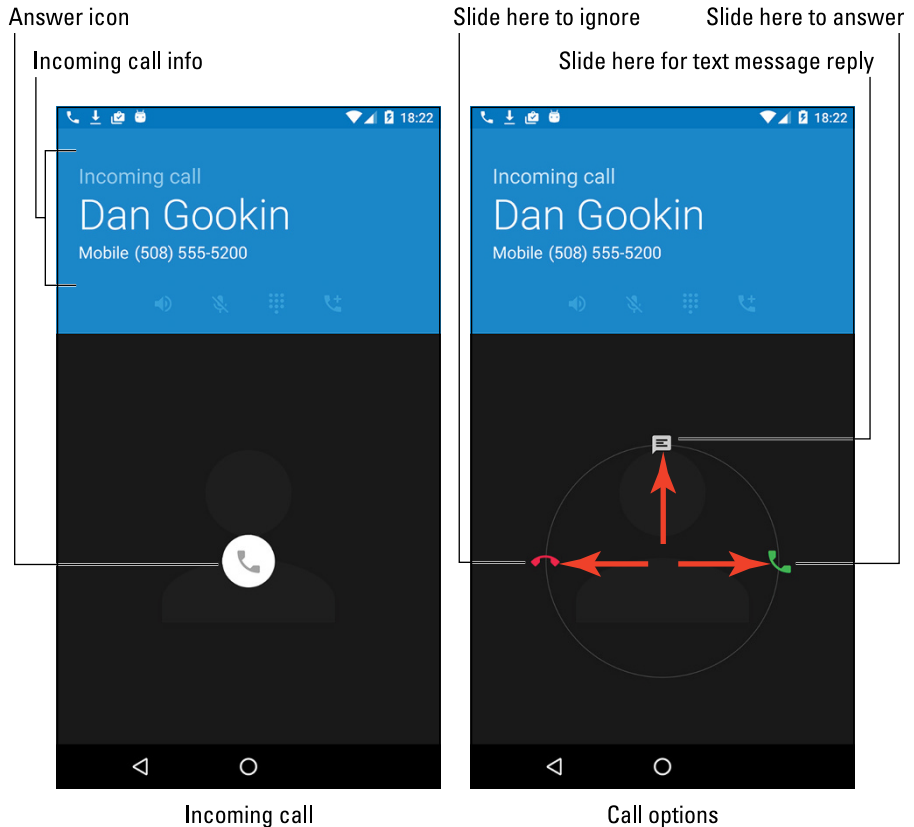 Answer icon
Slide here to ignore
Slide here to answer
Incoming call info
Slide here for text message reply
18:22
Incoming call
Dan Gookin
Mobile (508) 555-5200
18:22
Incoming call
Dan Gookin
Mobile (508) 555-5200
Incoming call
Call options